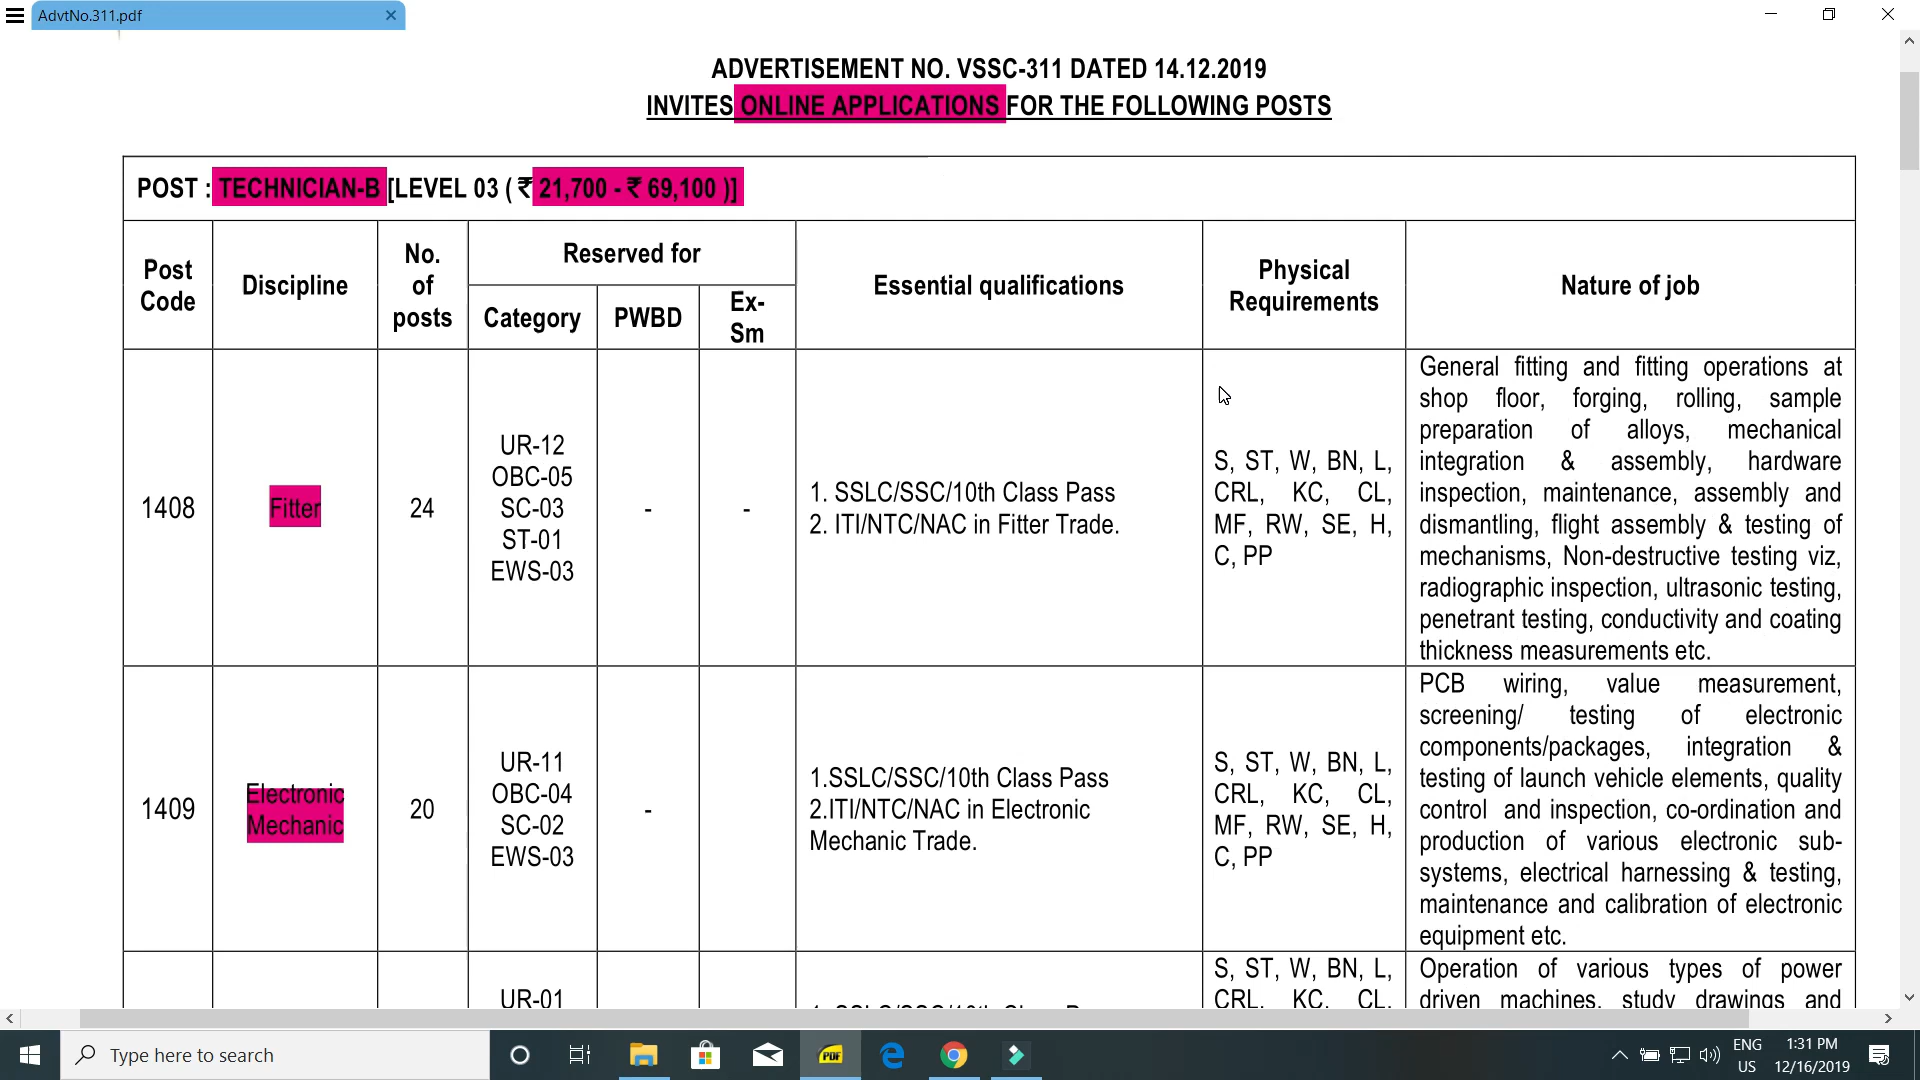 AdvtNo.311.pdf
ADVERTISEMENT NO. VSSC-311 DATED 14.12.2019
INVITES ONLINE APPLICATIONS FOR THE FOLLOWING POSTS
POST : TECHNICIAN-B [LEVEL 03 ( ₹ 21,700 - ₹ 69,100 )]
Post
Code
Discipline
No.
of
posts
Reserved for
Category
PWBD
Ex-
Sm
Essential qualifications
Physical
Requirements
Nature of job
1408
Fitter
24
UR-12
OBC-05
SC-03
ST-01
EWS-03
-
-
1. SSLC/SSC/10th Class Pass
2. ITI/NTC/NAC in Fitter Trade.
S, ST, W, BN, L,
CRL, KC, CL,
MF, RW, SE, H,
C, PP
General fitting and fitting operations at
shop floor, forging, rolling, sample
preparation of alloys, mechanical
integration & assembly, hardware
inspection, maintenance, assembly and
dismantling, flight assembly & testing of
mechanisms, Non-destructive testing viz,
radiographic inspection, ultrasonic testing,
penetrant testing, conductivity and coating
thickness measurements etc.
1409
Electronic
Mechanic
20
UR-11
OBC-04
SC-02
EWS-03
-
1.SSLC/SSC/10th Class Pass
2.ITI/NTC/NAC in Electronic
Mechanic Trade.
S, ST, W, BN, L,
CRL, KC, CL,
MF, RW, SE, H,
C, PP
PCB wiring, value measurement,
screening/ testing of electronic
components/packages, integration &
testing of launch vehicle elements, quality
control and inspection, co-ordination and
production of various electronic sub-
systems, electrical harnessing & testing,
maintenance and calibration of electronic
equipment etc.
UR-01
S, ST, W, BN, L,
CRL, KC, CL,
Operation of various types of power
driven machines, study drawings and
Type here to search
PDF
ENG
US
1:31 PM
12/16/2019